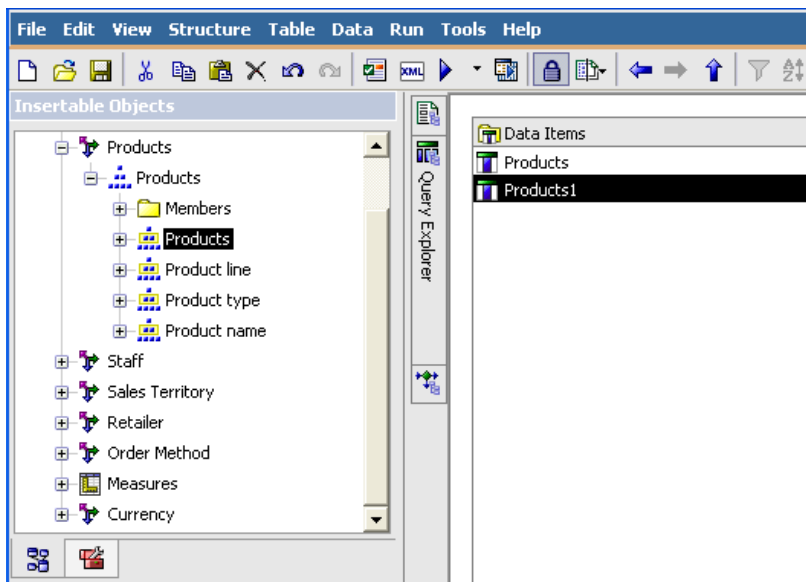 File Edit View Structure Table Data Run Tools Help
XML
Insertable Objects
Products
Products
Members
Products
Product line
Product type
Product name
Staff
Sales Territory
Retailer
Order Method
Measures
Currency
Query Explorer
Data Items
Products
Products1